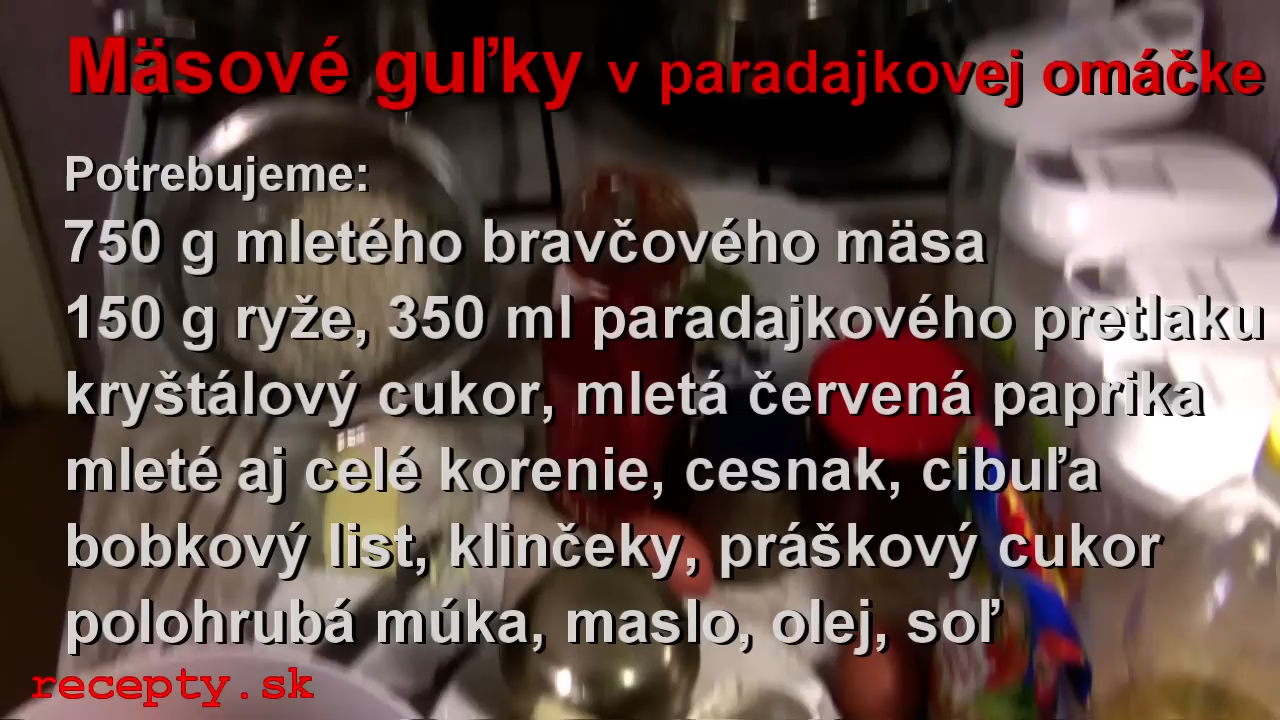 Mäsové guľky v paradajkovej omáčke
Potrebujeme:
750 g mletého bravčového mäsa
150 g ryže, 350 ml paradajkového pretlaku
kryštálový cukor, mletá červená paprika
mleté aj celé korenie, cesnak, cibuľa
bobkový list, klinčeky, práškový cukor
polohrubá múka, maslo, olej, soľ
recepty.sk